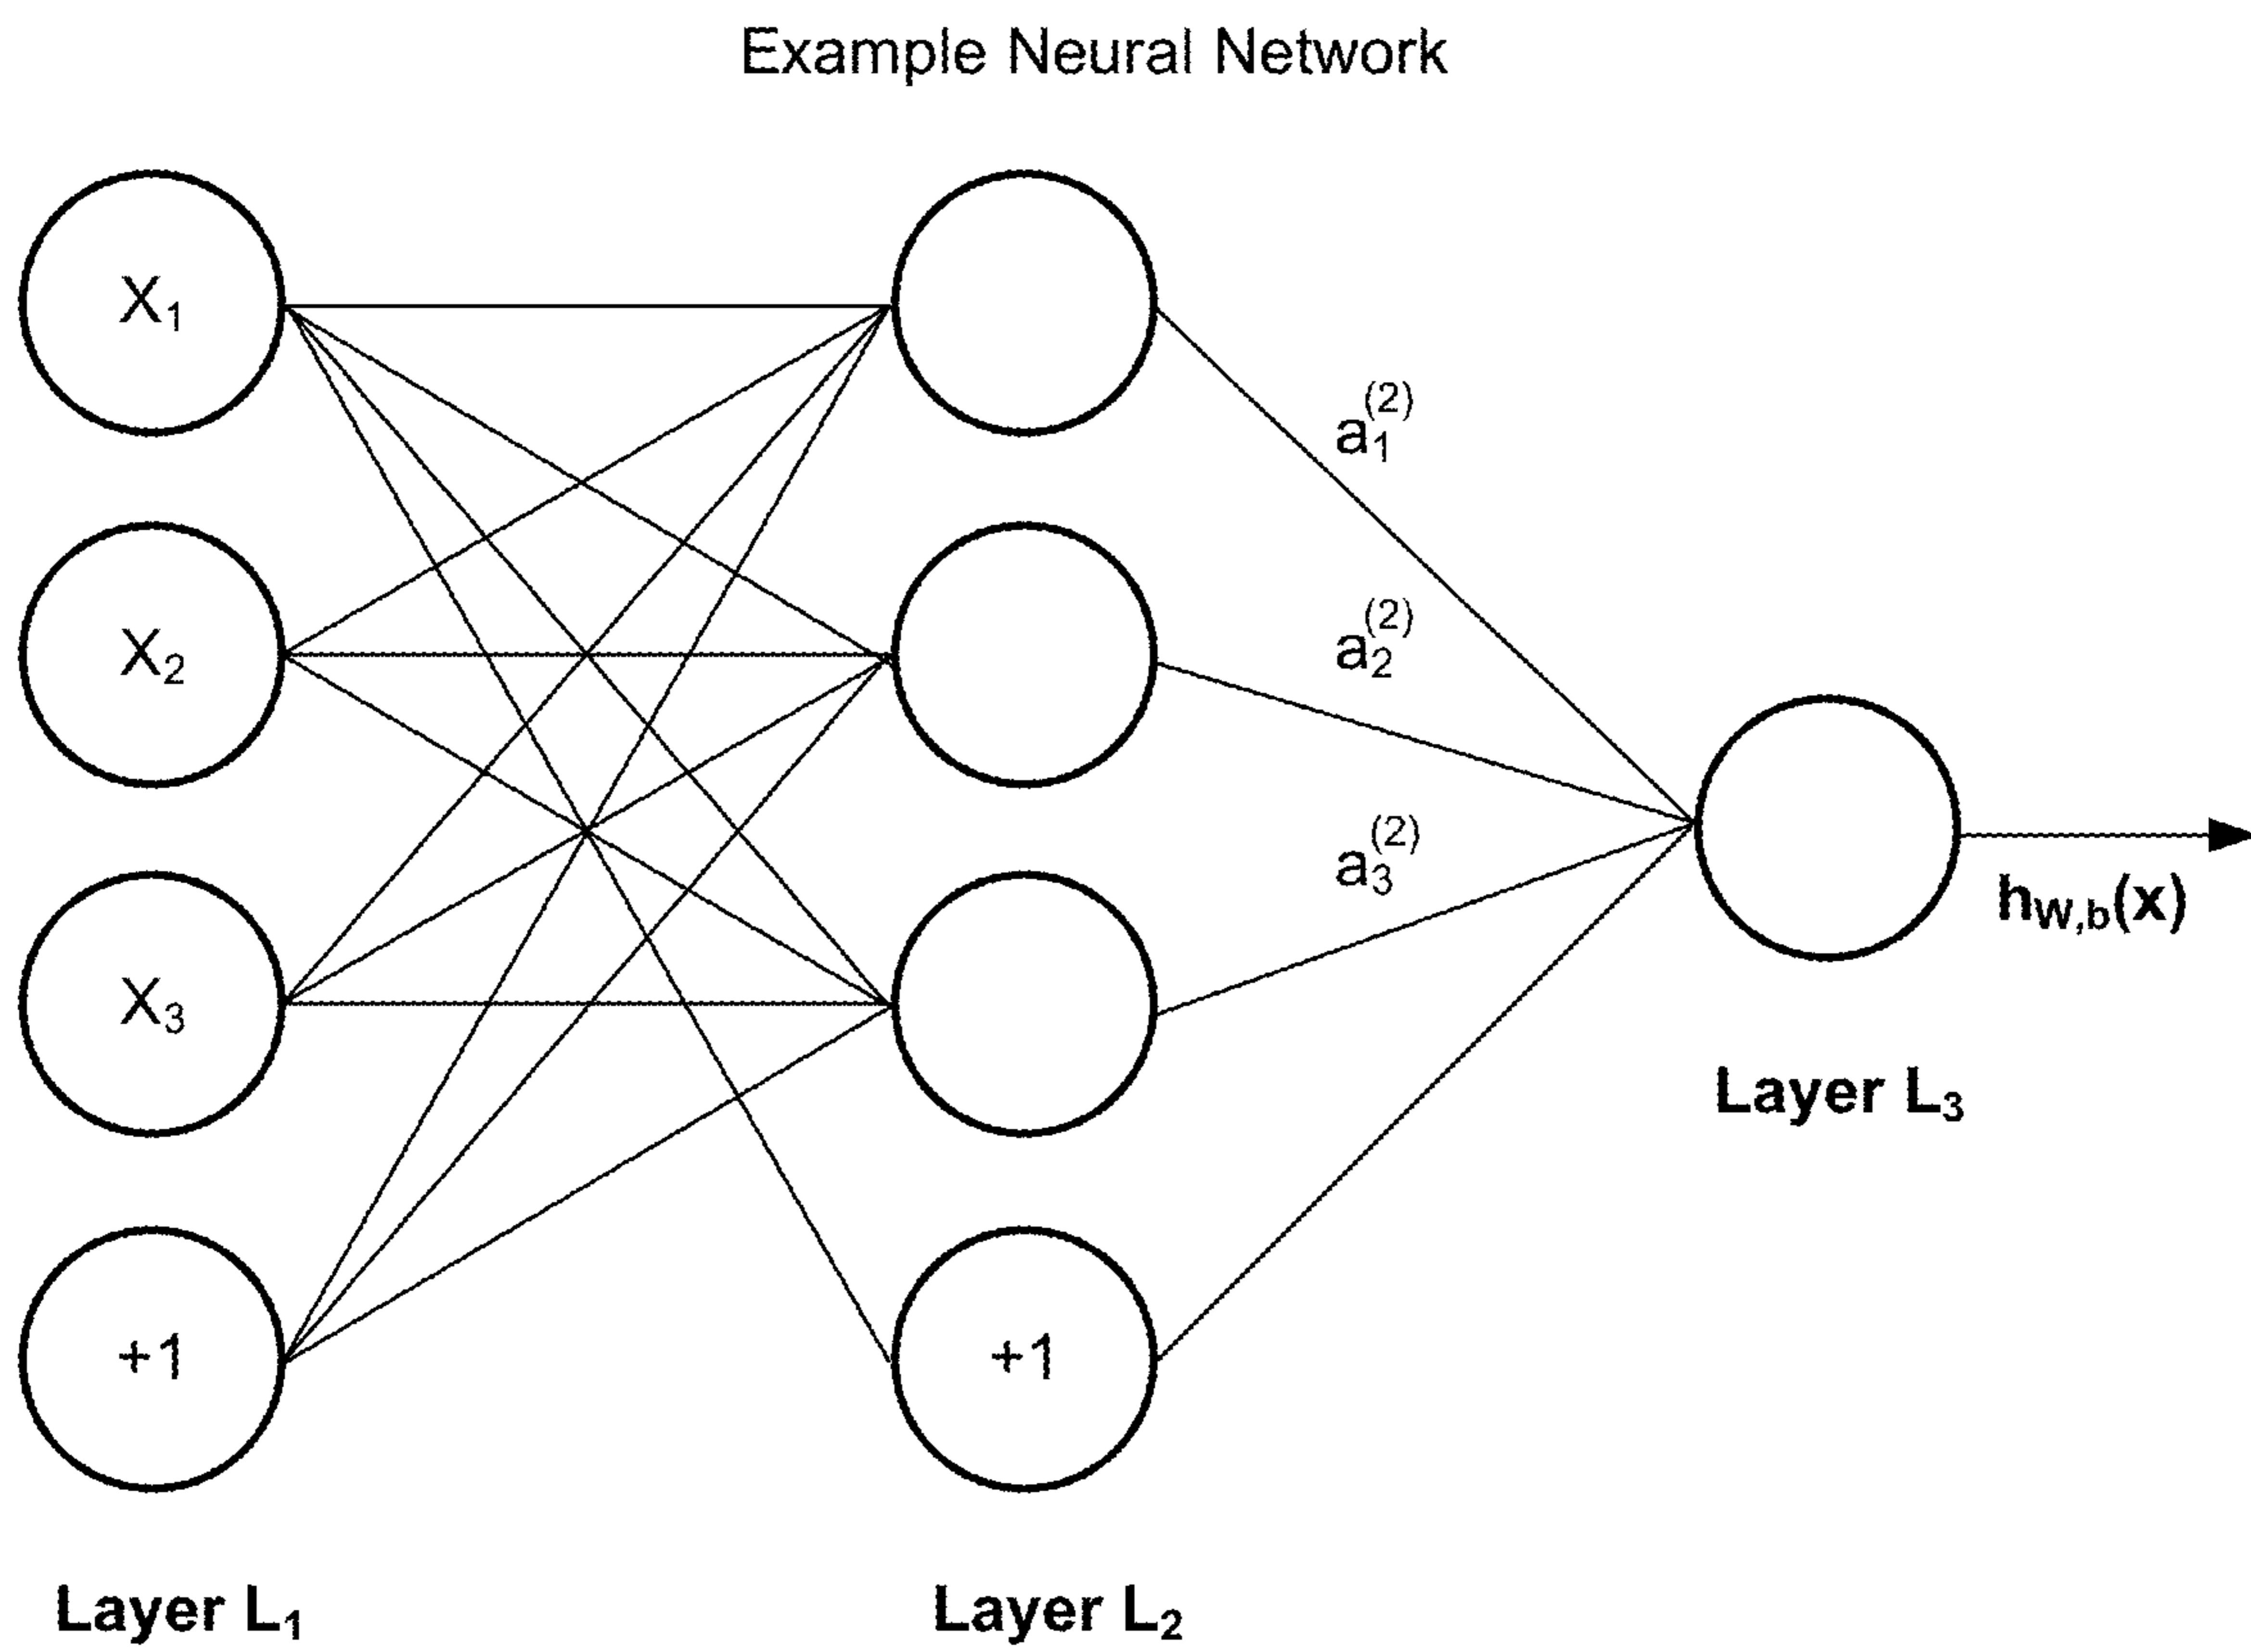 Example Neural Network
X₁
X₂
X₃
+1
+1
a₁⁽²⁾
a₂⁽²⁾
a₃⁽²⁾
h_W,b(x)
Layer L₁
Layer L₂
Layer L₃